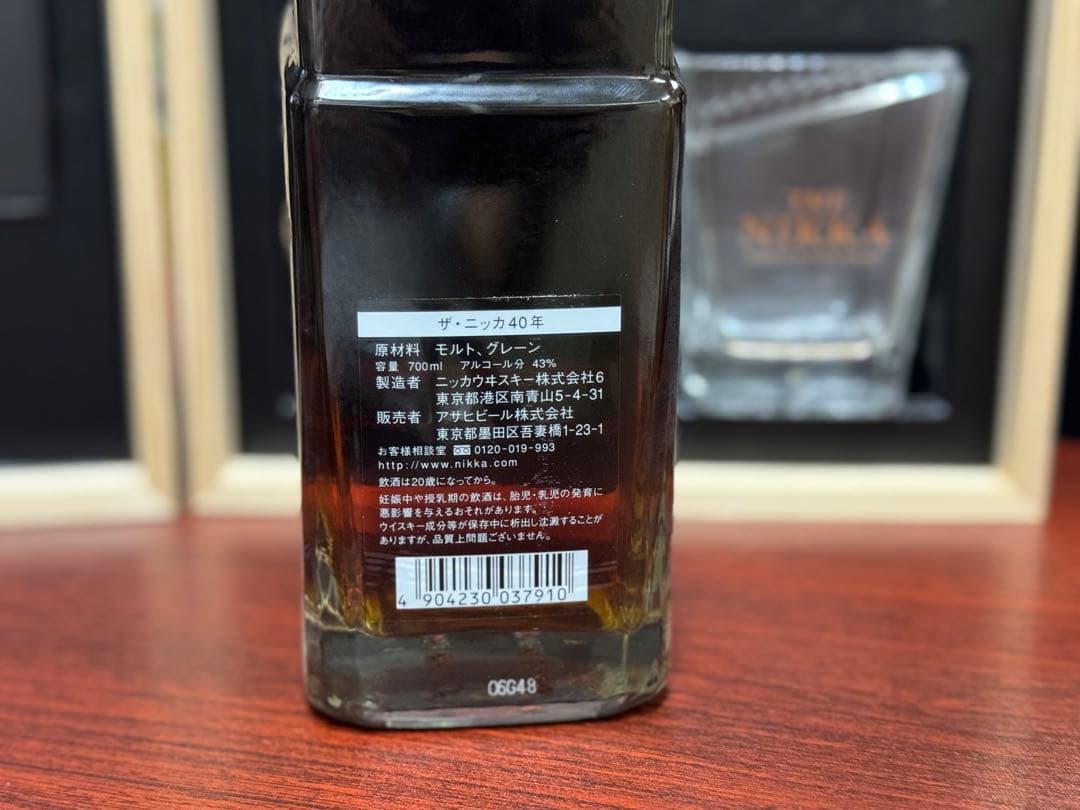 ザ・ニッカ40年
原材料 モルト、グレーン
容量 700ml アルコール分 43%
製造者 ニッカウヰスキー株式会社6
東京都港区南青山5-4-31
販売者 アサヒビール株式会社
東京都墨田区吾妻橋1-23-1
お客様相談室 0120-019-993
http://www.nikka.com
飲酒は20歳になってから。
妊娠中や授乳期の飲酒は、胎児・乳児の発育に
悪影響を与えるおそれがあります。
ウイスキー成分等が保存中に析出し沈澱することが
ありますが、品質上問題ございません。
4 904230 037910
06G48
THE
NIKKA